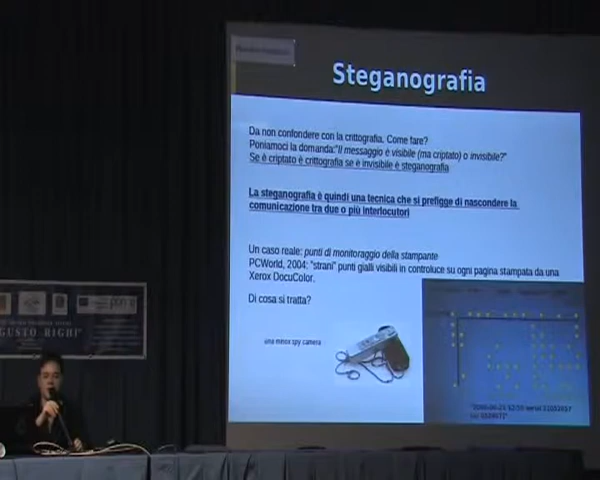 Steganografia
Da non confondere con la crittografia. Come fare?
Poniamoci la domanda:"Il messaggio è visibile (ma criptato) o invisibile?"
Se è criptato è crittografia se è invisibile è steganografia
La steganografia è quindi una tecnica che si prefigge di nascondere la
comunicazione tra due o più interlocutori
Un caso reale: punti di monitoraggio della stampante
PCWorld, 2004: "strani" punti gialli visibili in controluce su ogni pagina stampata da una
Xerox DocuColor.
Di cosa si tratta?
una minox spy camera
GUSTO RIGHI"